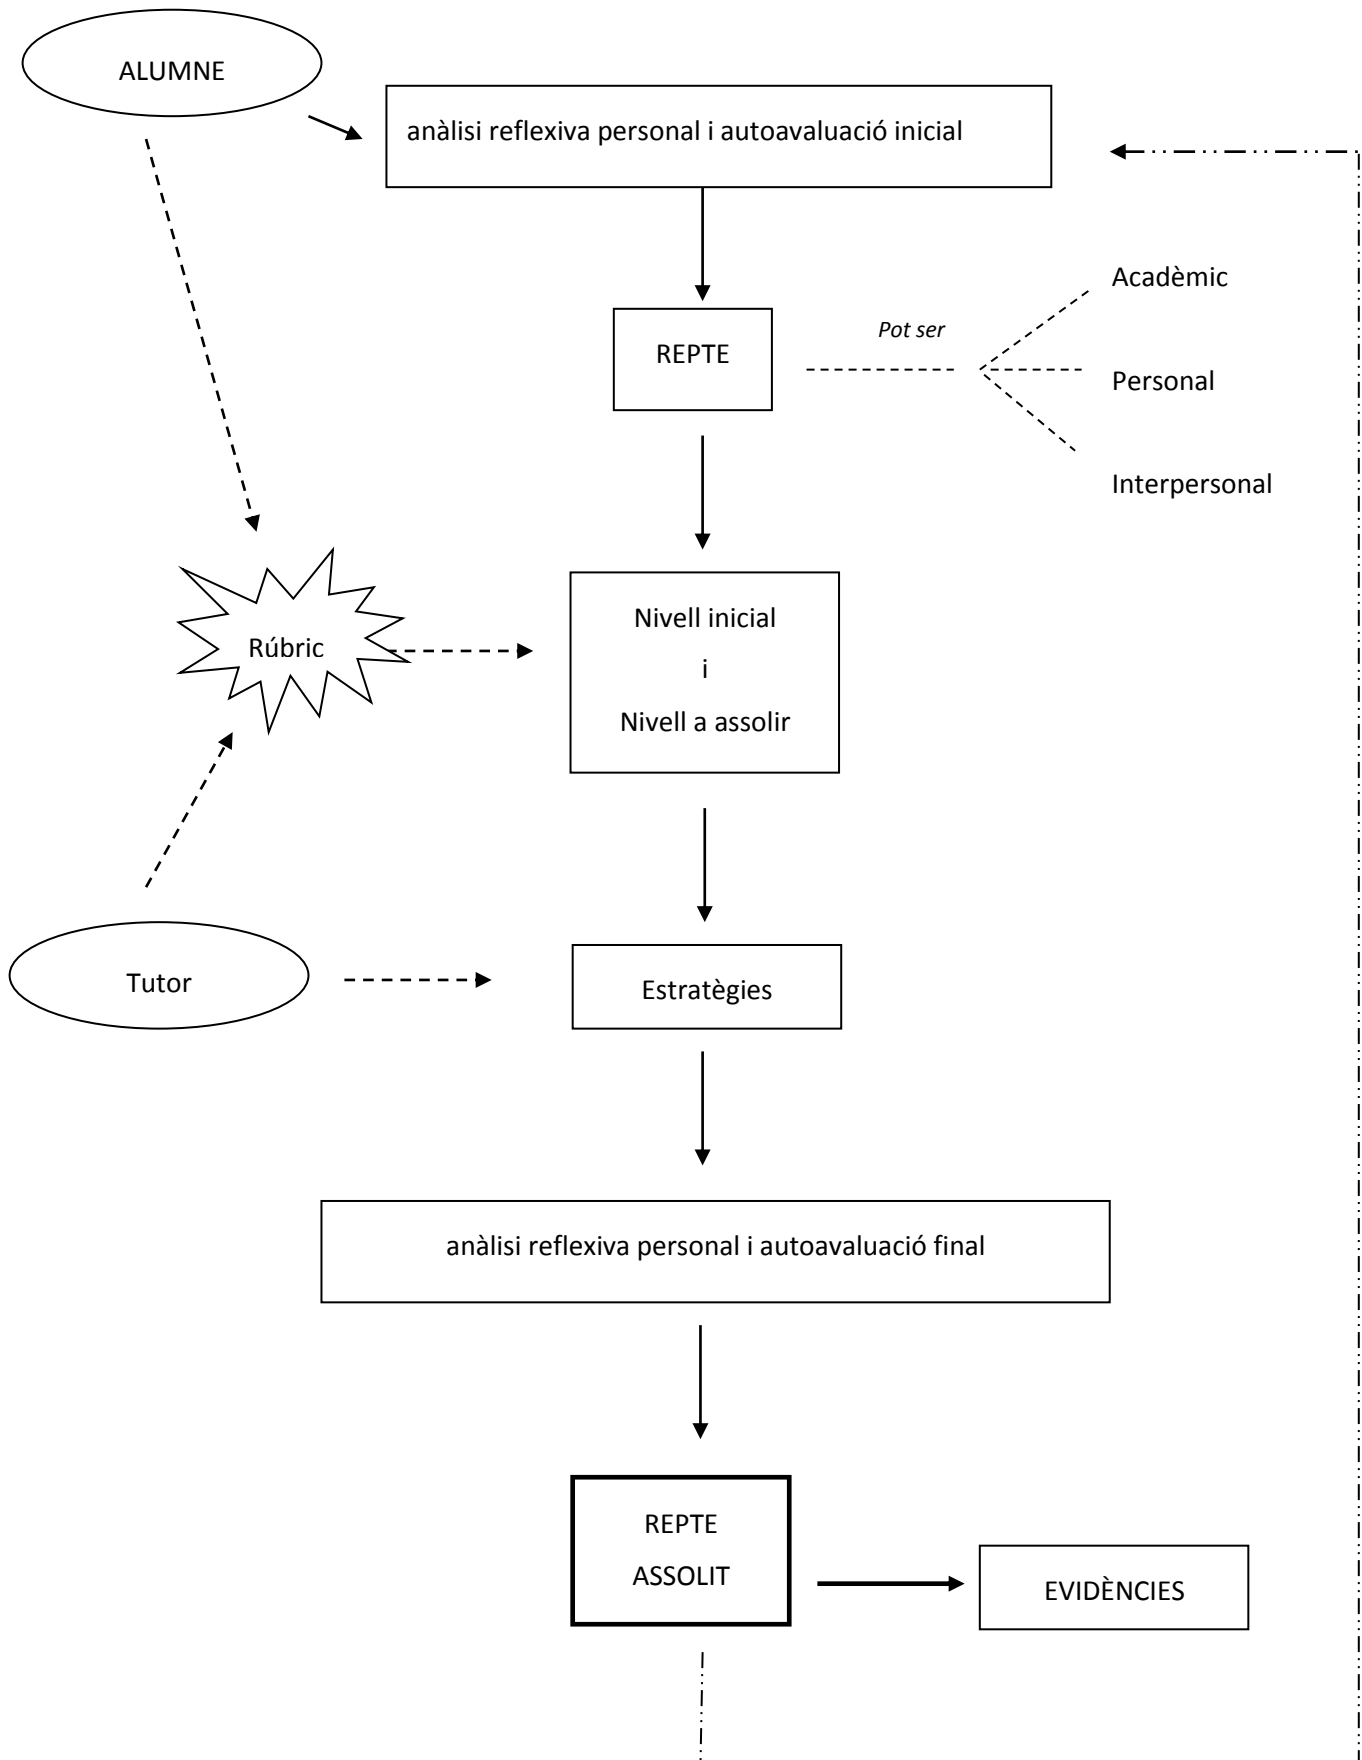 ALUMNE
anàlisi reflexiva personal i autoavaluació inicial
Acadèmic
Pot ser
REPTE
Personal
Interpersonal
Nivell inicial
Rúbric
i
Nivell a assolir
Tutor
Estratègies
anàlisi reflexiva personal i autoavaluació final
REPTE
ASSOLIT
EVIDÈNCIES